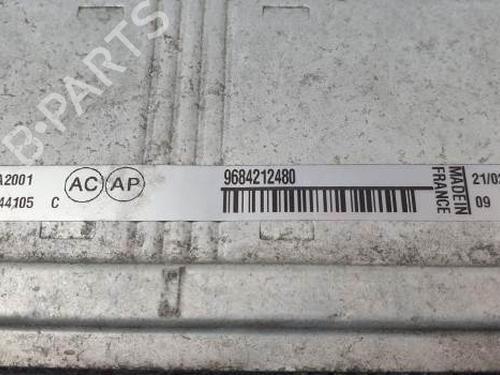 B-PARTS
A2001
AC AP
9684212480
MADE IN
FRANCE
21/02
44105 C
09